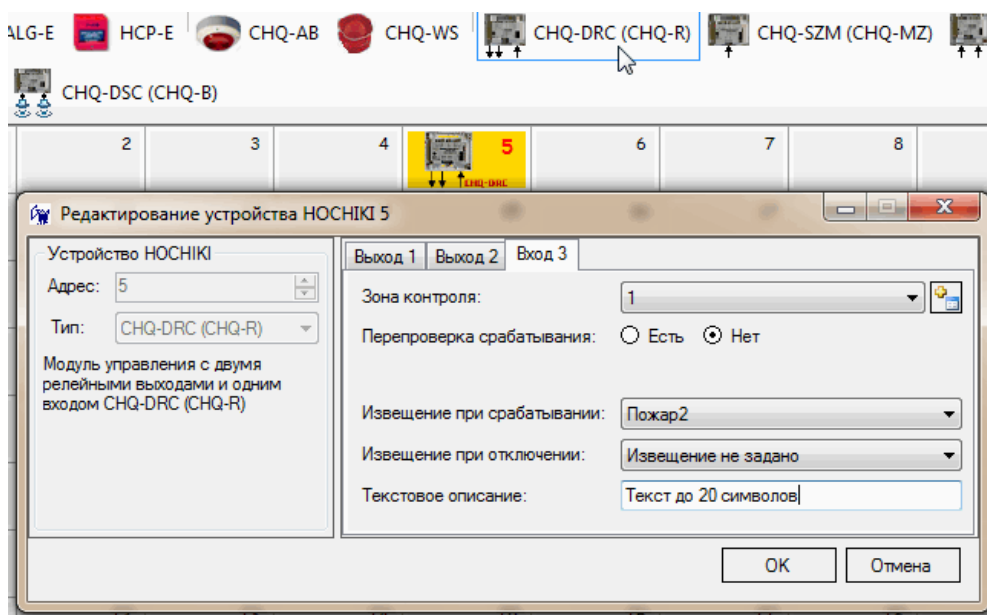 ALG-E HCP-E CHQ-AB CHQ-WS CHQ-DRC (CHQ-R) CHQ-SZM (CHQ-MZ)
CHQ-DSC (CHQ-B)
2 3 4 5 6 7 8
CHQ-DRC
Редактирование устройства HOCHIKI 5
Устройство HOCHIKI
Адрес: 5
Тип: CHQ-DRC (CHQ-R)
Модуль управления с двумя
релейными выходами и одним
входом CHQ-DRC (CHQ-R)
Выход 1 Выход 2 Вход 3
Зона контроля: 1
Перепроверка срабатывания: Есть Нет
Извещение при срабатывании: Пожар2
Извещение при отключении: Извещение не задано
Текстовое описание: Текст до 20 символов
OK Отмена